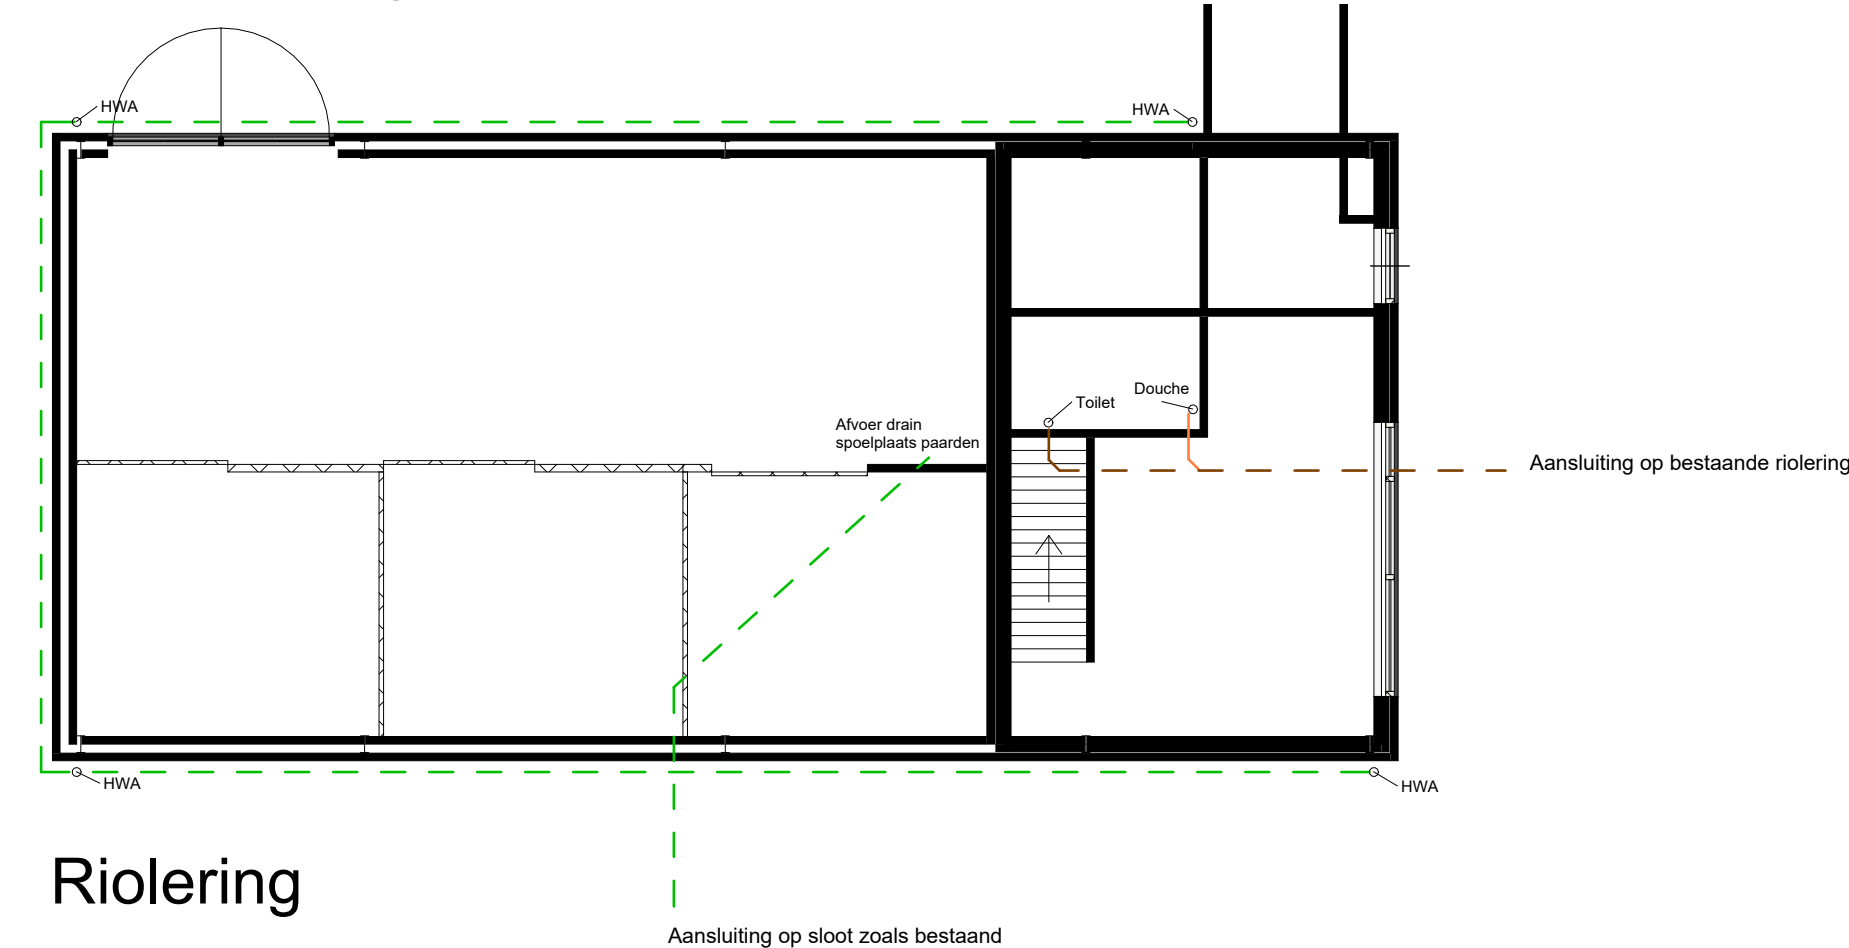 HWA
HWA
Douche
Toilet
Afvoer drain
spoelplaats paarden
Aansluiting op bestaande riolering
HWA
HWA
Riolering
Aansluiting op sloot zoals bestaand